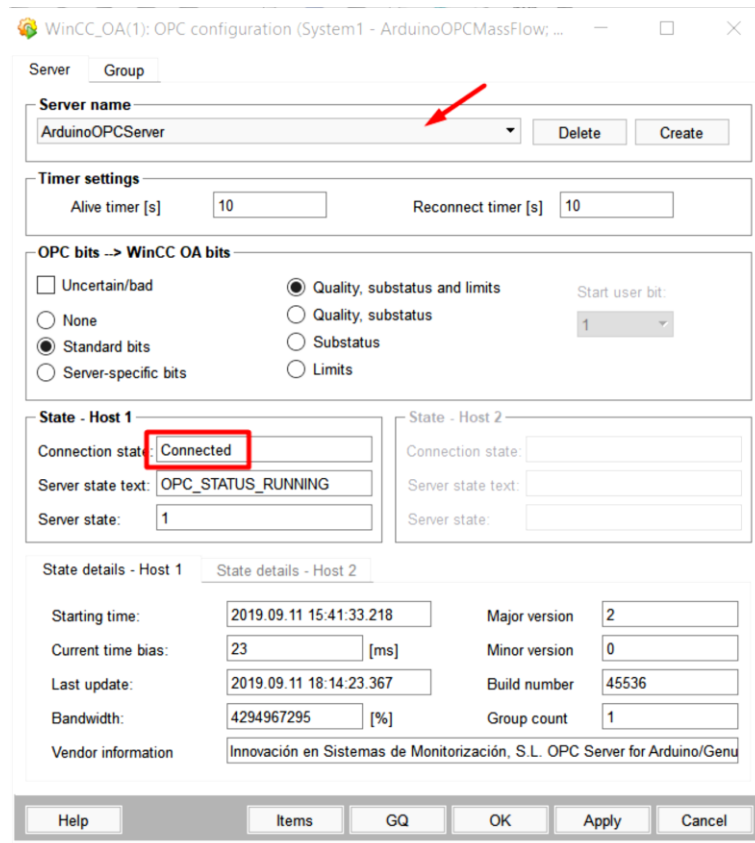 WinCC_OA(1): OPC configuration (System1 - ArduinoOPCMassFlow; ...
Server Group
Server name
ArduinoOPCServer Delete Create
Timer settings
Alive timer [s] 10 Reconnect timer [s] 10
OPC bits --> WinCC OA bits
Uncertain/bad
None
Standard bits
Server-specific bits
Quality, substatus and limits
Quality, substatus
Substatus
Limits
Start user bit:
1
State - Host 1
Connection state: Connected
Server state text: OPC_STATUS_RUNNING
Server state: 1
State - Host 2
Connection state:
Server state text:
Server state:
State details - Host 1 State details - Host 2
Starting time: 2019.09.11 15:41:33.218 Major version 2
Current time bias: 23 [ms] Minor version 0
Last update: 2019.09.11 18:14:23.367 Build number 45536
Bandwidth: 4294967295 [%] Group count 1
Vendor information Innovación en Sistemas de Monitorización, S.L. OPC Server for Arduino/Genu
Help Items GQ OK Apply Cancel